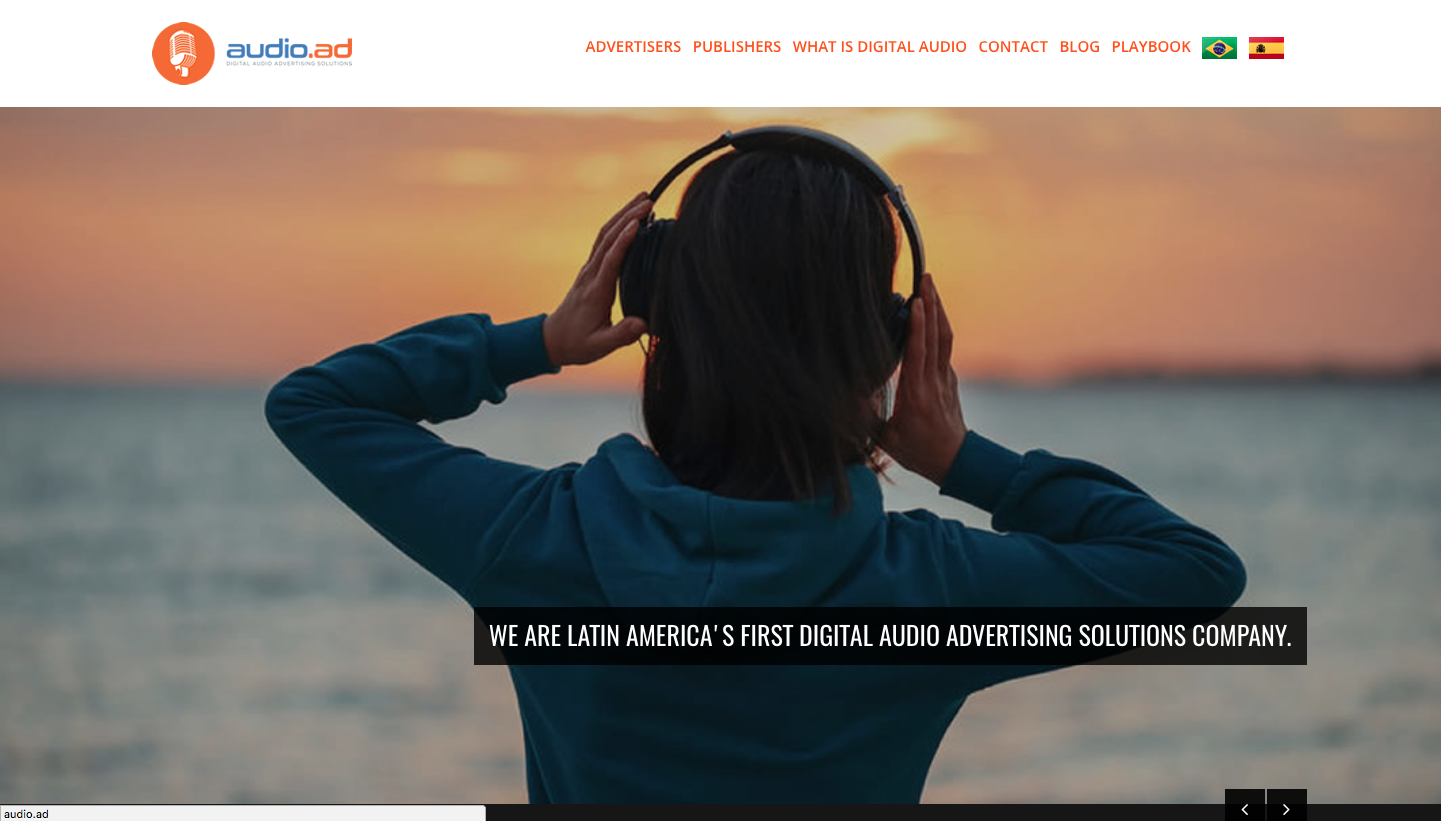 audio.ad
DIGITAL AUDIO ADVERTISING SOLUTIONS
ADVERTISERS PUBLISHERS WHAT IS DIGITAL AUDIO CONTACT BLOG PLAYBOOK
WE ARE LATIN AMERICA'S FIRST DIGITAL AUDIO ADVERTISING SOLUTIONS COMPANY.
audio.ad